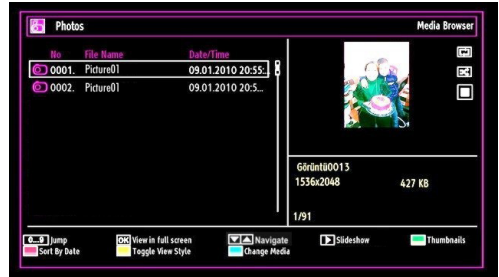 Photos Media Browser
No File Name Date/Time
0001. Picture01 09.01.2010 20:55:..
0002. Picture01 09.01.2010 20:5...
Görüntü0013
1536x2048 427 KB
1/91
0...9 Jump OK View in full screen Navigate Slideshow Thumbnails
Sort By Date Toggle View Style Change Media